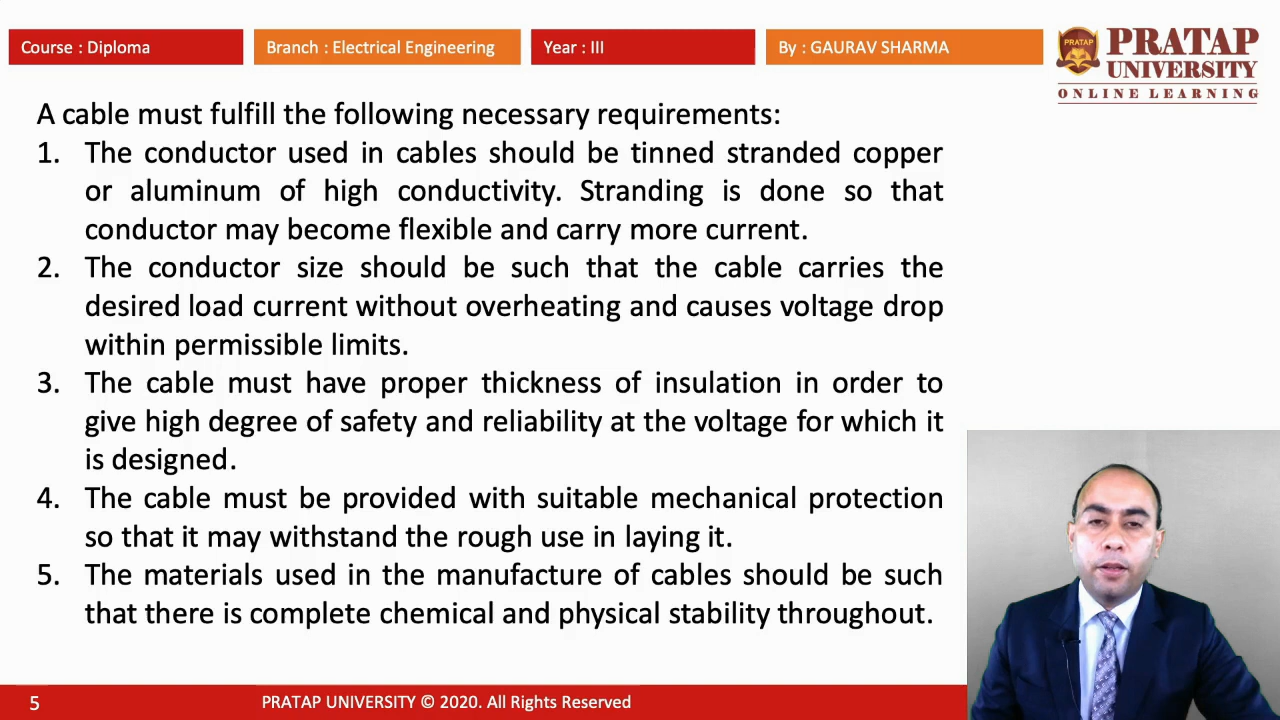 Course : Diploma
Branch : Electrical Engineering
Year : III
By : GAURAV SHARMA
PRATAP
PRATAP
UNIVERSITY
ONLINE LEARNING
A cable must fulfill the following necessary requirements:
1. The conductor used in cables should be tinned stranded copper
or aluminum of high conductivity. Stranding is done so that
conductor may become flexible and carry more current.
2. The conductor size should be such that the cable carries the
desired load current without overheating and causes voltage drop
within permissible limits.
3. The cable must have proper thickness of insulation in order to
give high degree of safety and reliability at the voltage for which it
is designed.
4. The cable must be provided with suitable mechanical protection
so that it may withstand the rough use in laying it.
5. The materials used in the manufacture of cables should be such
that there is complete chemical and physical stability throughout.
5
PRATAP UNIVERSITY © 2020. All Rights Reserved